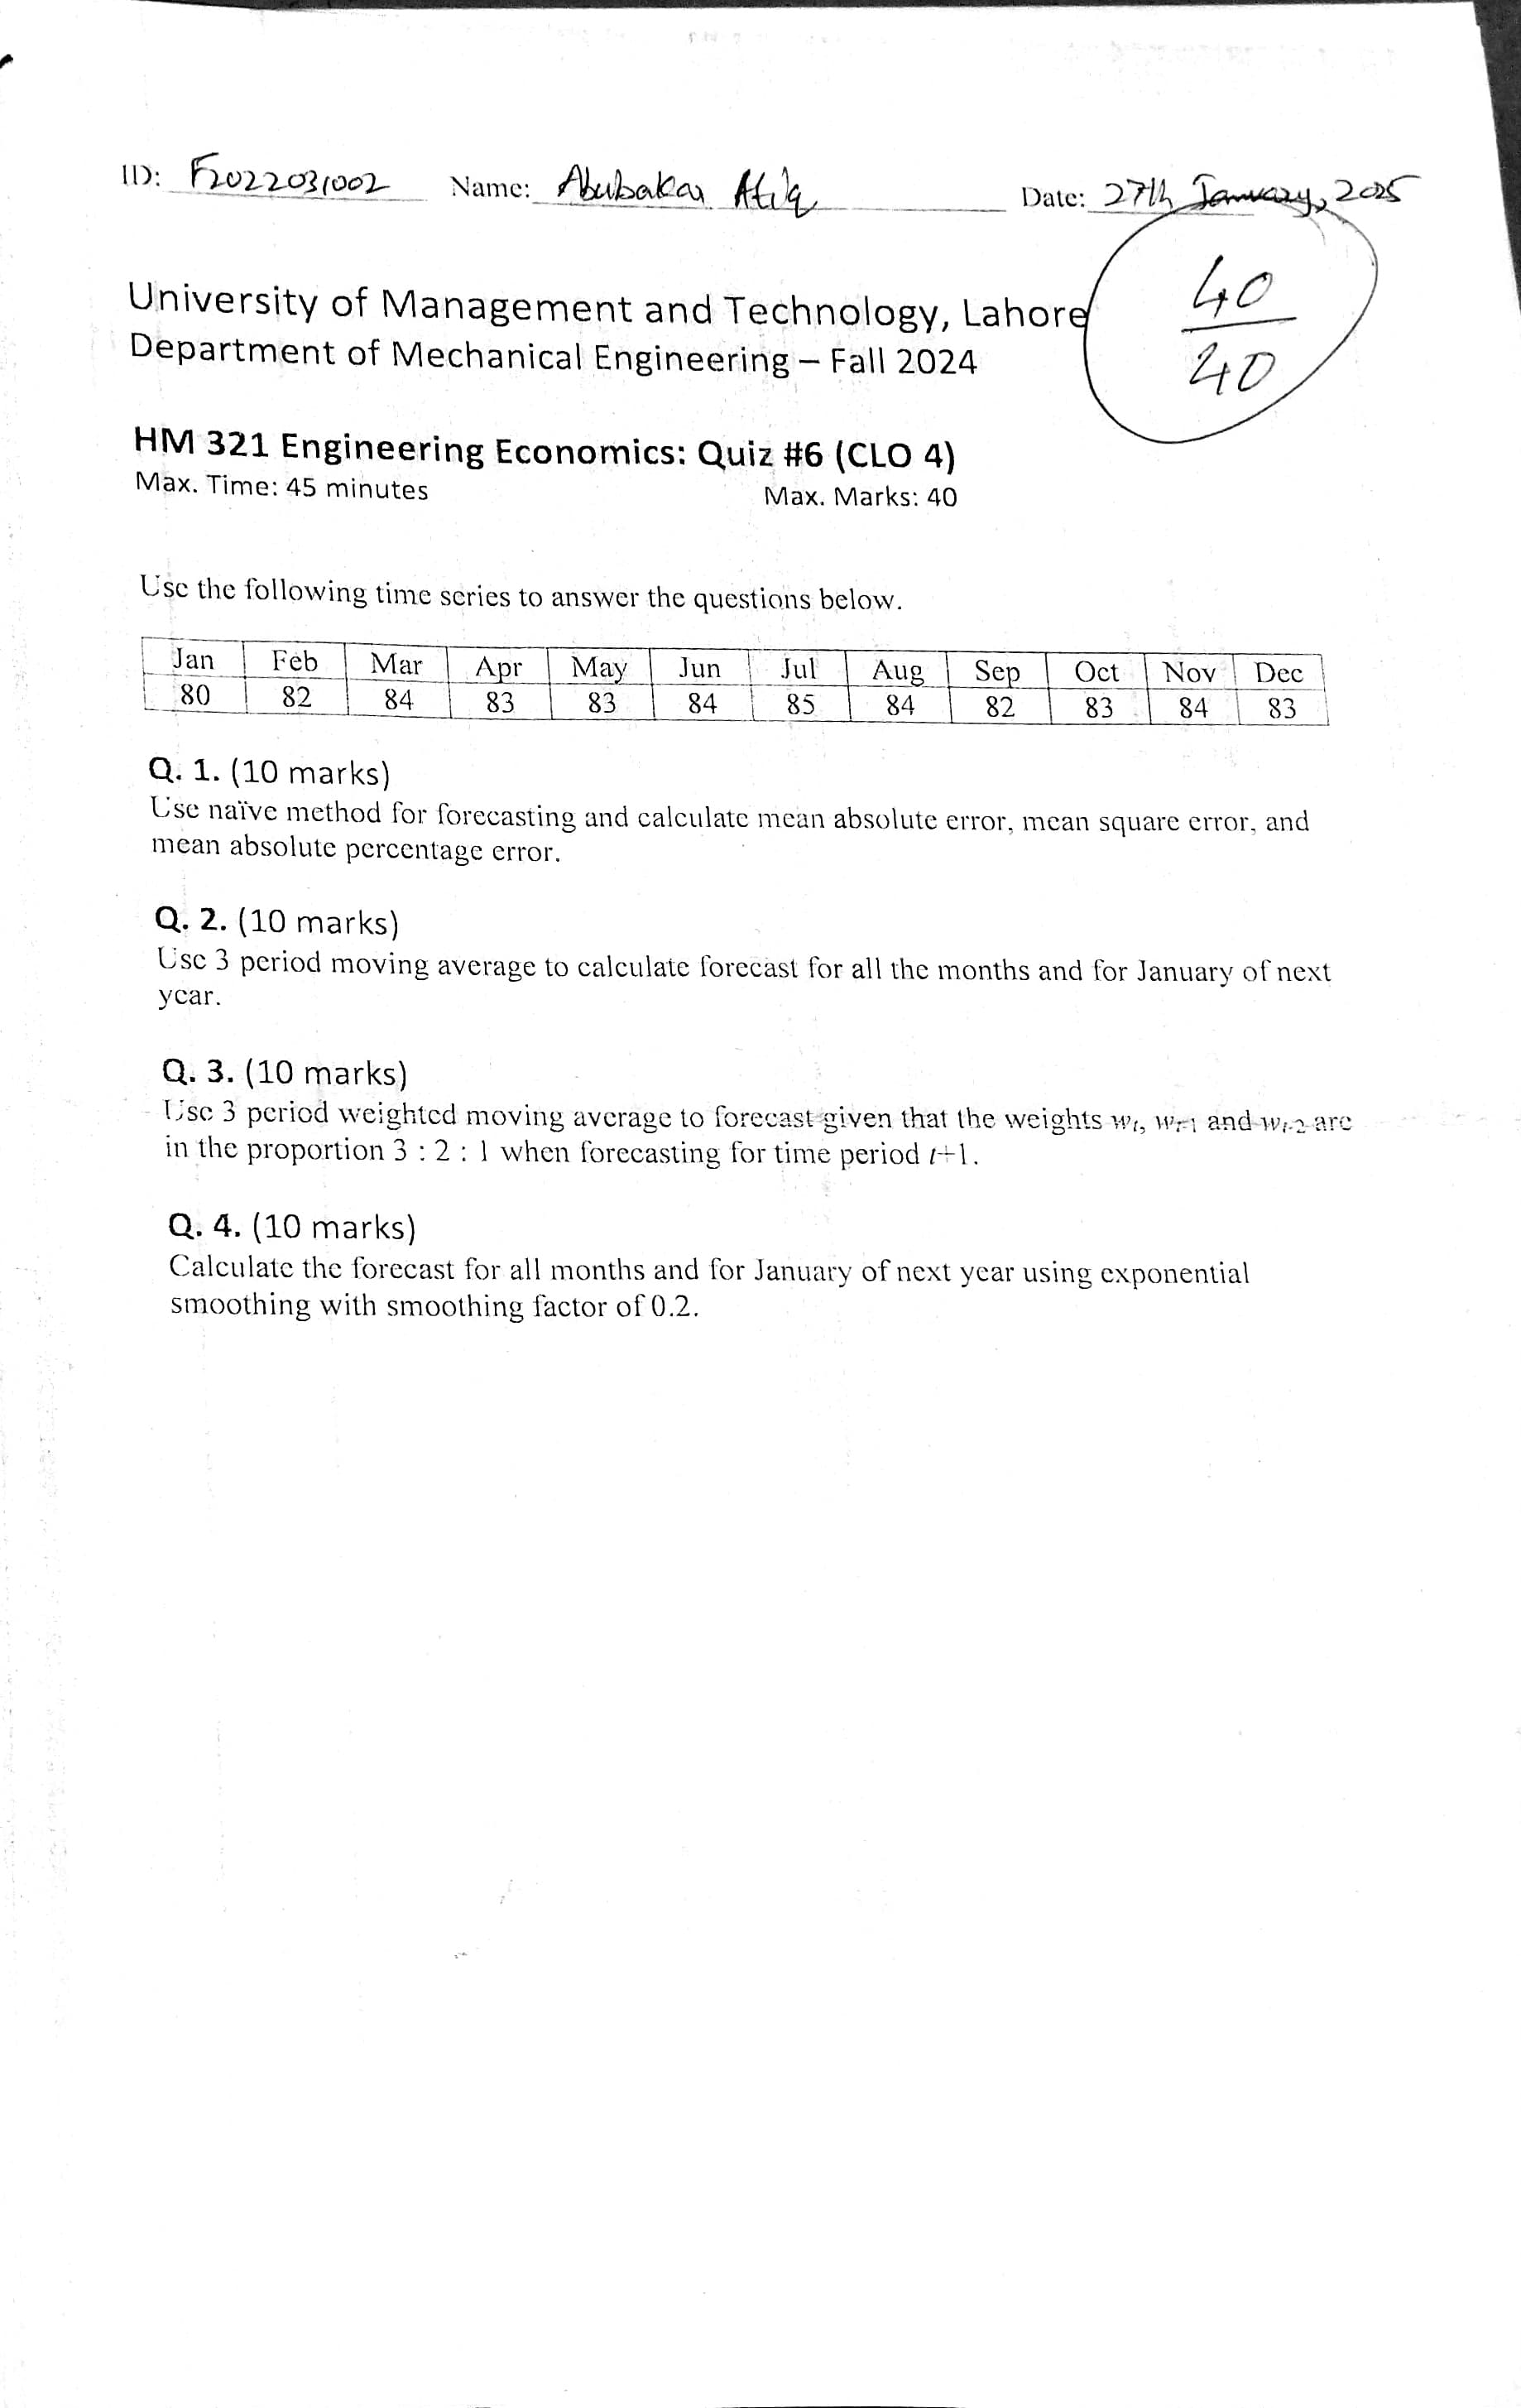 ID: F2022031002 Name: Abubakar Atiq Date: 27th January, 2025
40
40
University of Management and Technology, Lahore
Department of Mechanical Engineering – Fall 2024
HM 321 Engineering Economics: Quiz #6 (CLO 4)
Max. Time: 45 minutes Max. Marks: 40
Use the following time series to answer the questions below.
Jan Feb Mar Apr May Jun Jul Aug Sep Oct Nov Dec
80 82 84 83 83 84 85 84 82 83 84 83
Q. 1. (10 marks)
Use naïve method for forecasting and calculate mean absolute error, mean square error, and
mean absolute percentage error.
Q. 2. (10 marks)
Use 3 period moving average to calculate forecast for all the months and for January of next
year.
Q. 3. (10 marks)
Use 3 period weighted moving average to forecast given that the weights wt, wt-1 and wt-2 are
in the proportion 3 : 2 : 1 when forecasting for time period t+1.
Q. 4. (10 marks)
Calculate the forecast for all months and for January of next year using exponential
smoothing with smoothing factor of 0.2.